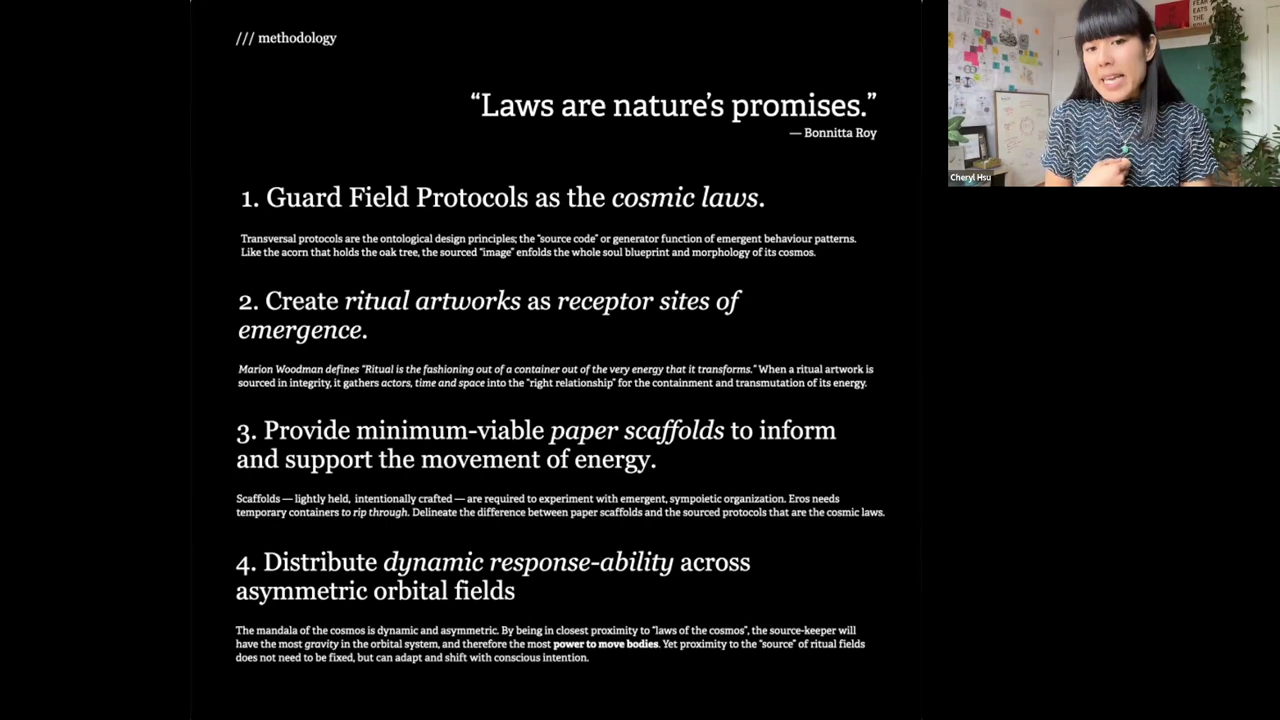 /// methodology
“Laws are nature’s promises.”
— Bonnitta Roy
1. Guard Field Protocols as the cosmic laws.
Transversal protocols are the ontological design principles; the “source code” or generator function of emergent behaviour patterns.
Like the acorn that holds the oak tree, the sourced “image” enfolds the whole soul blueprint and morphology of its cosmos.
2. Create ritual artworks as receptor sites of
emergence.
Marion Woodman defines “Ritual is the fashioning out of a container out of the very energy that it transforms.” When a ritual artwork is
sourced in integrity, it gathers actors, time and space into the “right relationship” for the containment and transmutation of its energy.
3. Provide minimum-viable paper scaffolds to inform
and support the movement of energy.
Scaffolds — lightly held, intentionally crafted — are required to experiment with emergent, sympoietic organization. Eros needs
temporary containers to rip through. Delineate the difference between paper scaffolds and the sourced protocols that are the cosmic laws.
4. Distribute dynamic response-ability across
asymmetric orbital fields
The mandala of the cosmos is dynamic and asymmetric. By being in closest proximity to “laws of the cosmos”, the source-keeper will
have the most gravity in the orbital system, and therefore the most power to move bodies. Yet proximity to the “source” of ritual fields
does not need to be fixed, but can adapt and shift with conscious intention.
FEAR
EATS
THE
SOUL
Cheryl Hsu